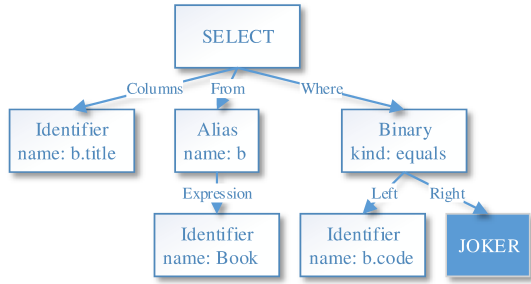 SELECT
Columns
From
Where
Identifier
name: b.title
Alias
name: b
Binary
kind: equals
Expression
Left
Right
Identifier
name: Book
Identifier
name: b.code
JOKER